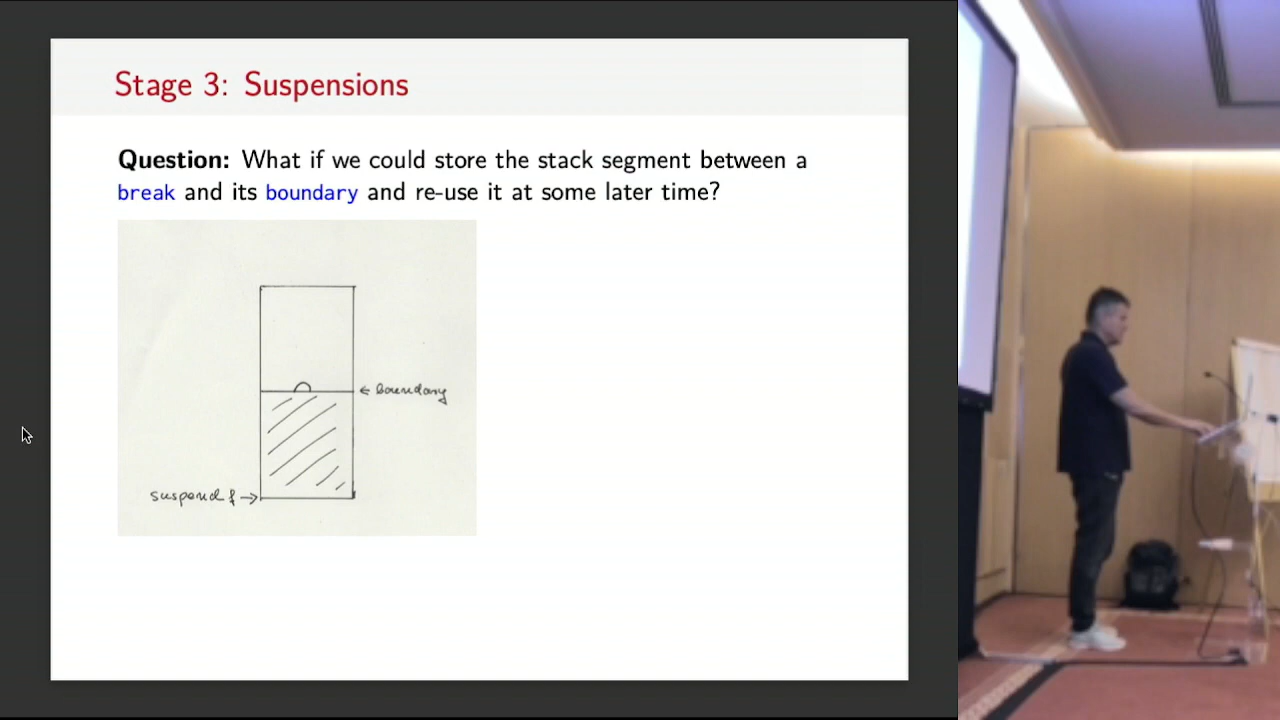 Stage 3: Suspensions
Question: What if we could store the stack segment between a
break and its boundary and re-use it at some later time?
← Boundary
suspend f →